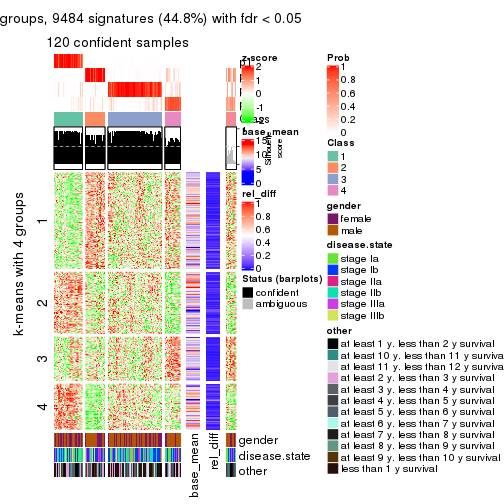 groups, 9484 signatures (44.8%) with fdr < 0.05
120 confident samples
k-means with 4 groups
1
2
3
4
z-score
2
1
0
-1
-2
base_mean
15
10
5
0
rel_diff
1
0.8
0.6
0.4
0.2
0
Status (barplots)
confident
ambiguous
Silhouette
score
p1
Class
Prob
1
0.8
0.6
0.4
0.2
0
Class
1
2
3
4
gender
female
male
disease.state
stage Ia
stage Ib
stage IIa
stage IIb
stage IIIa
stage IIIb
other
at least 1 y. less than 2 y survival
at least 10 y. less than 11 y survival
at least 11 y. less than 12 y survival
at least 2 y. less than 3 y survival
at least 3 y. less than 4 y survival
at least 4 y. less than 5 y survival
at least 5 y. less than 6 y survival
at least 6 y. less than 7 y survival
at least 7 y. less than 8 y survival
at least 8 y. less than 9 y survival
at least 9 y. less than 10 y survival
less than 1 y survival
gender
disease.state
other
base_mean
rel_diff